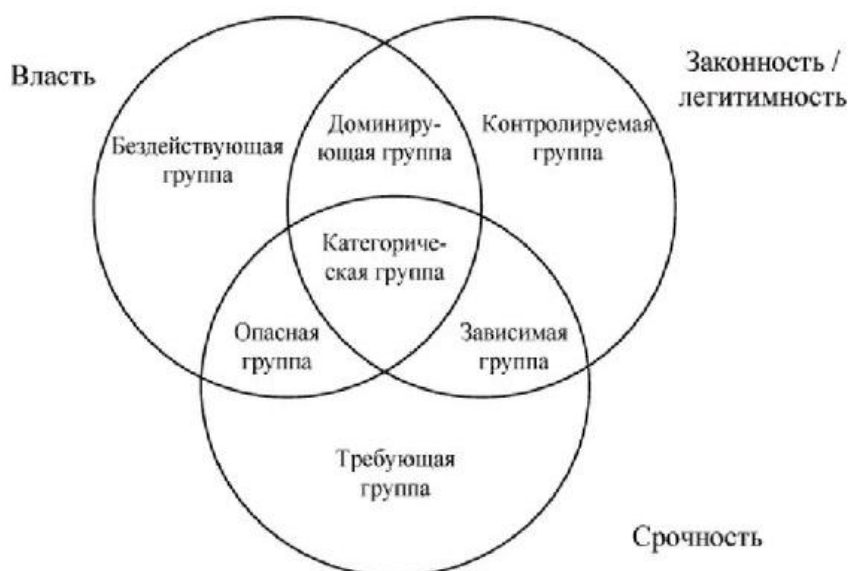 Власть
Законность /
легитимность
Бездействующая
группа
Доминиру-
ющая группа
Контролируемая
группа
Категориче-
ская группа
Опасная
группа
Зависимая
группа
Требующая
группа
Срочность